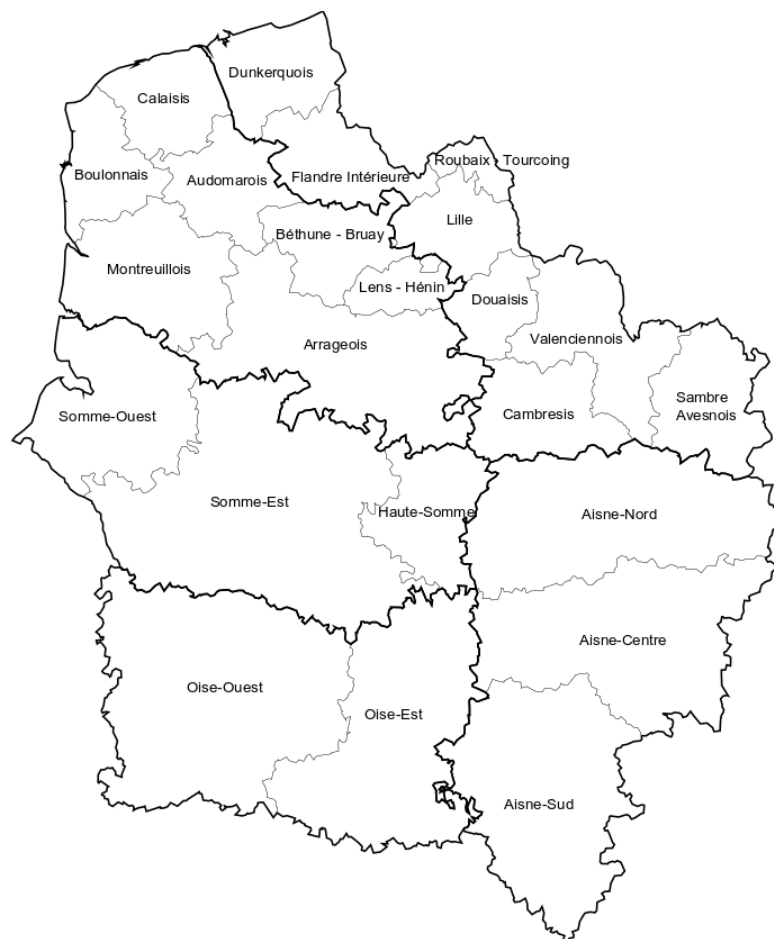 Dunkerquois
Calaisis
Roubaix - Tourcoing
Boulonnais
Audomarois
Flandre Intérieure
Lille
Béthune - Bruay
Montreuillois
Lens - Hénin
Douaisis
Arrageois
Valenciennois
Sambre
Avesnois
Somme-Ouest
Cambresis
Somme-Est
Haute-Somme
Aisne-Nord
Aisne-Centre
Oise-Ouest
Oise-Est
Aisne-Sud